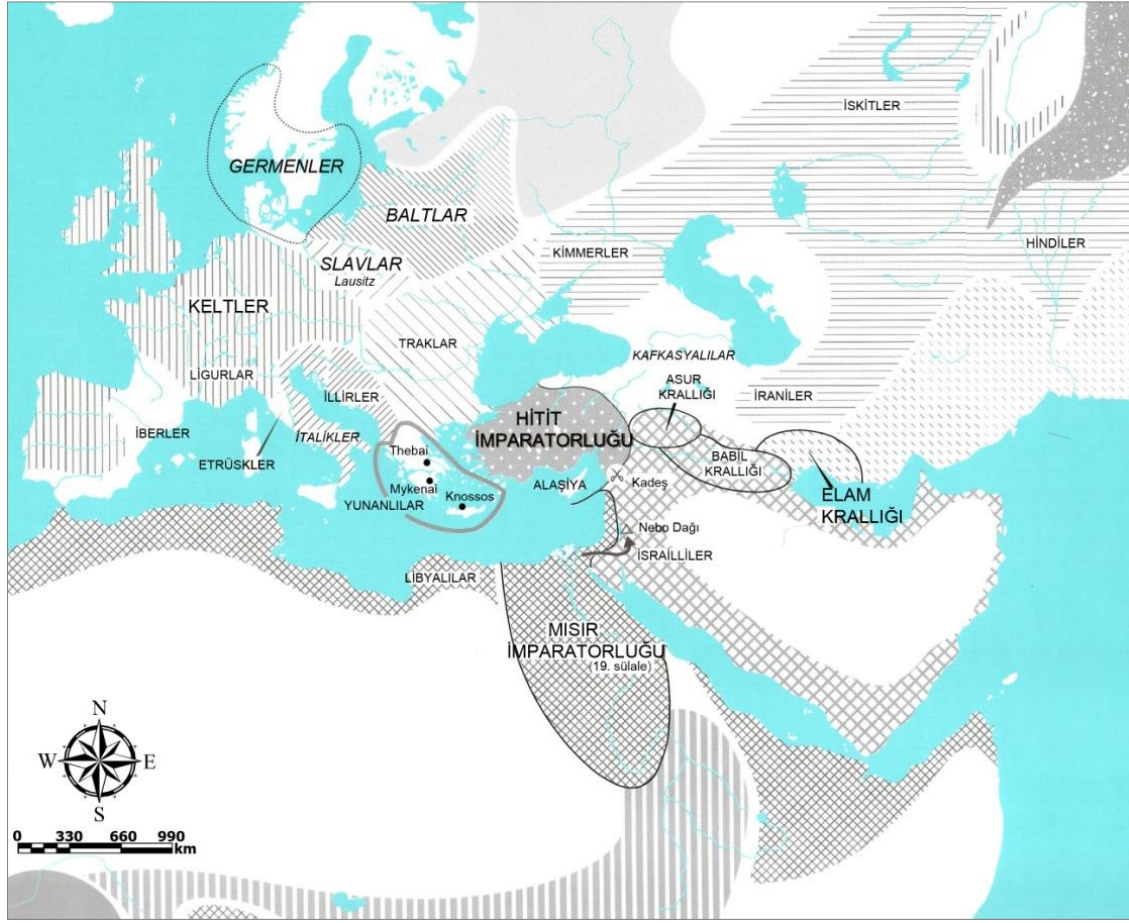 İSKİTLER
GERMENLER
BALTLAR
HİNDİLER
KİMMERLER
SLAVLAR
Lausitz
KELTLER
TRAKLAR
KAFKASYALILAR
LİGURLAR
ASUR
KRALLIĞI
İLLİRLER
İRANİLER
HİTİT
İMPARATORLUĞU
İBERLER
İTALİKLER
Thebai
BABİL
KRALLIĞI
ETRÜSKLER
Mykenai
Knossos
ALAŞİYA
Kadeş
ELAM
KRALLIĞI
YUNANLILAR
Nebo Dağı
İSRAİLLİLER
LİBYALILAR
MISIR
İMPARATORLUĞU
(19. sülale)
N
W
E
S
0 330 660 990
km